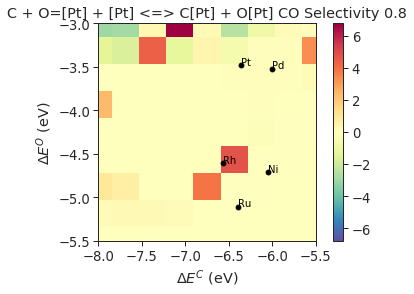 C + O=[Pt] + [Pt] <=> C[Pt] + O[Pt] CO Selectivity 0.8
−3.0
−3.5
−4.0
−4.5
−5.0
−5.5
ΔE^O (eV)
Pt
Pd
Rh
Ni
Ru
−8.0 −7.5 −7.0 −6.5 −6.0 −5.5
ΔE^C (eV)
6
4
2
0
−2
−4
−6